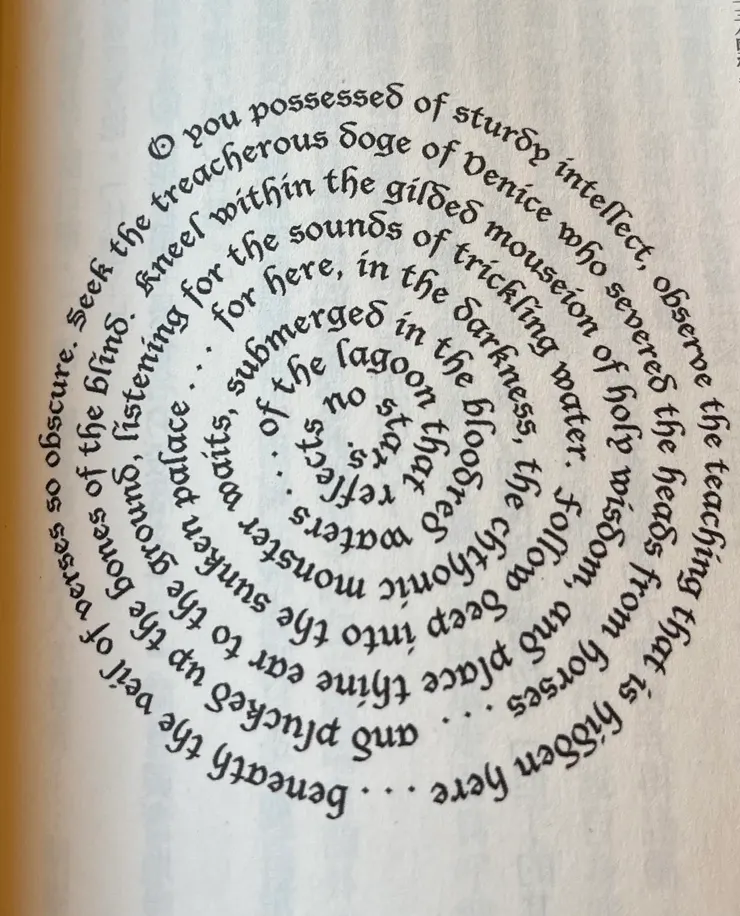 O you possessed of sturdy intellect, observe the teaching that is hidden here . . .
beneath the veil of verses so obscure.
Seek the treacherous doge of Venice who severed the heads from horses . . .
and plucked up the bones of the blind.
Kneel within the gilded mouseion of holy wisdom,
and place thine ear to the ground,
listening for the sounds of trickling water.
Follow deep into the sunken palace . . .
for here, in the darkness, the chthonic monster waits,
submerged in the bloodred waters . . .
of the lagoon that reflects no stars.